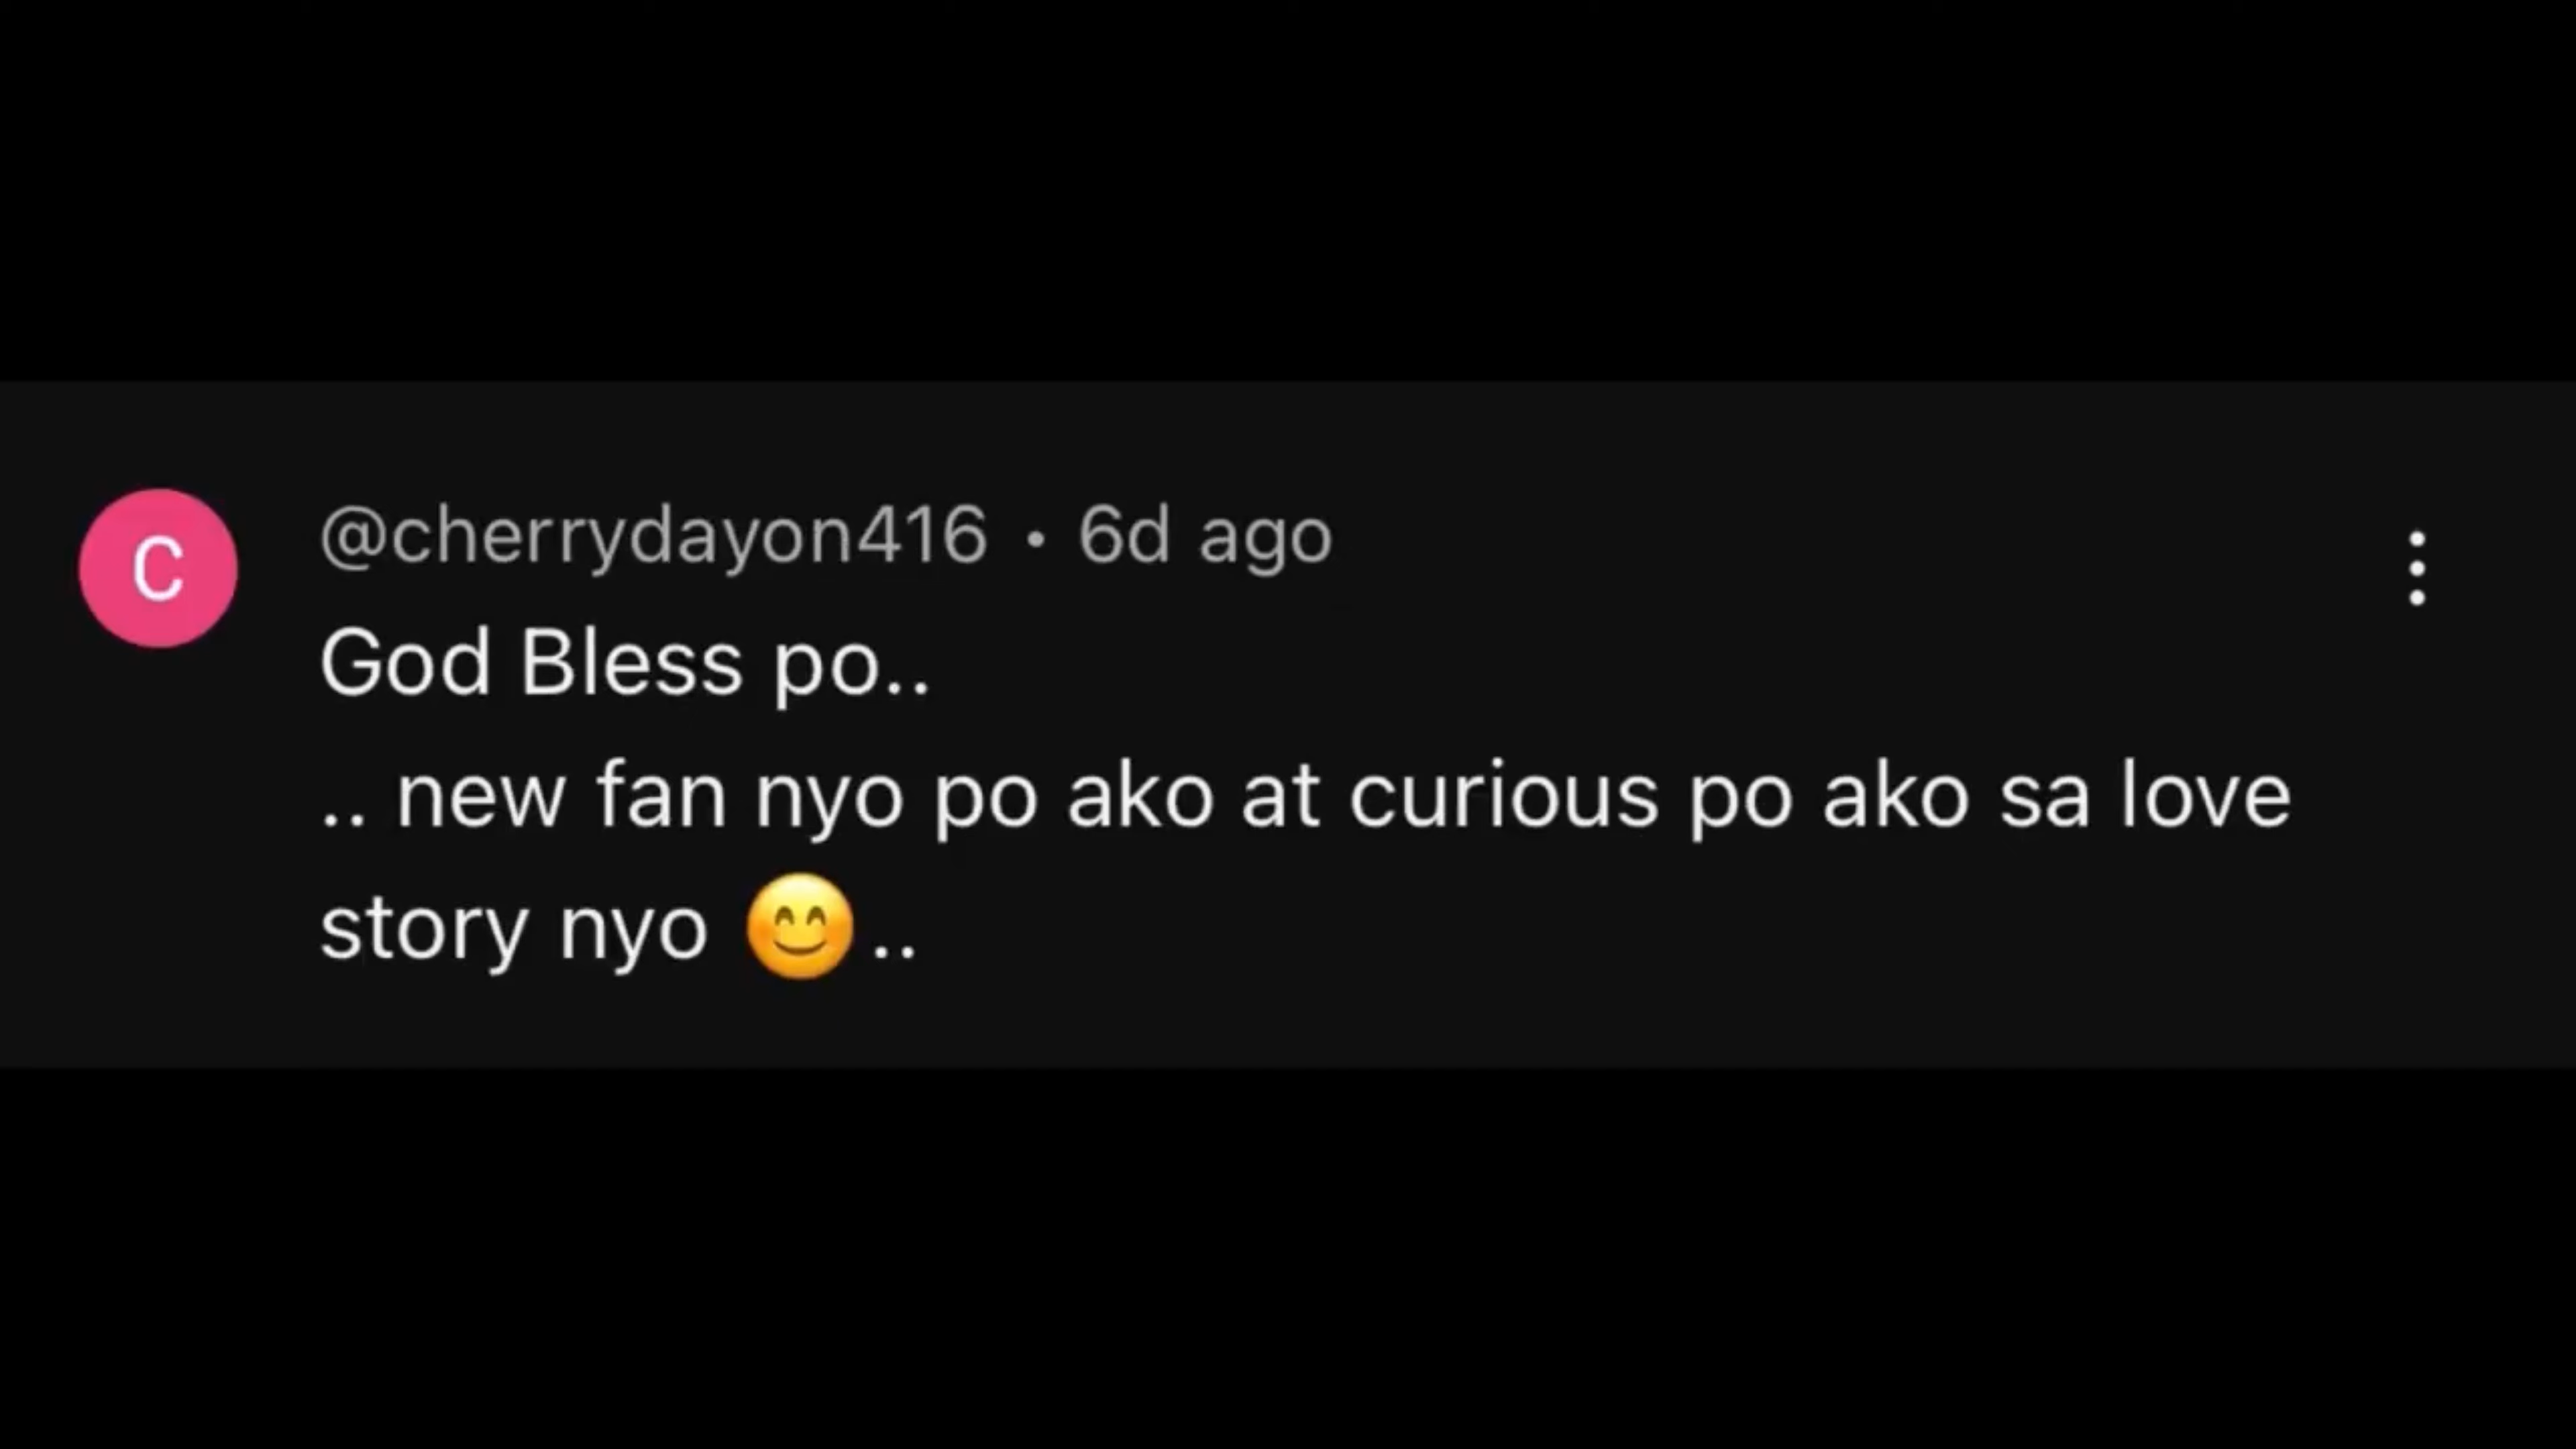 C
@cherrydayon416 • 6d ago
God Bless po..
.. new fan nyo po ako at curious po ako sa love
story nyo 😊..